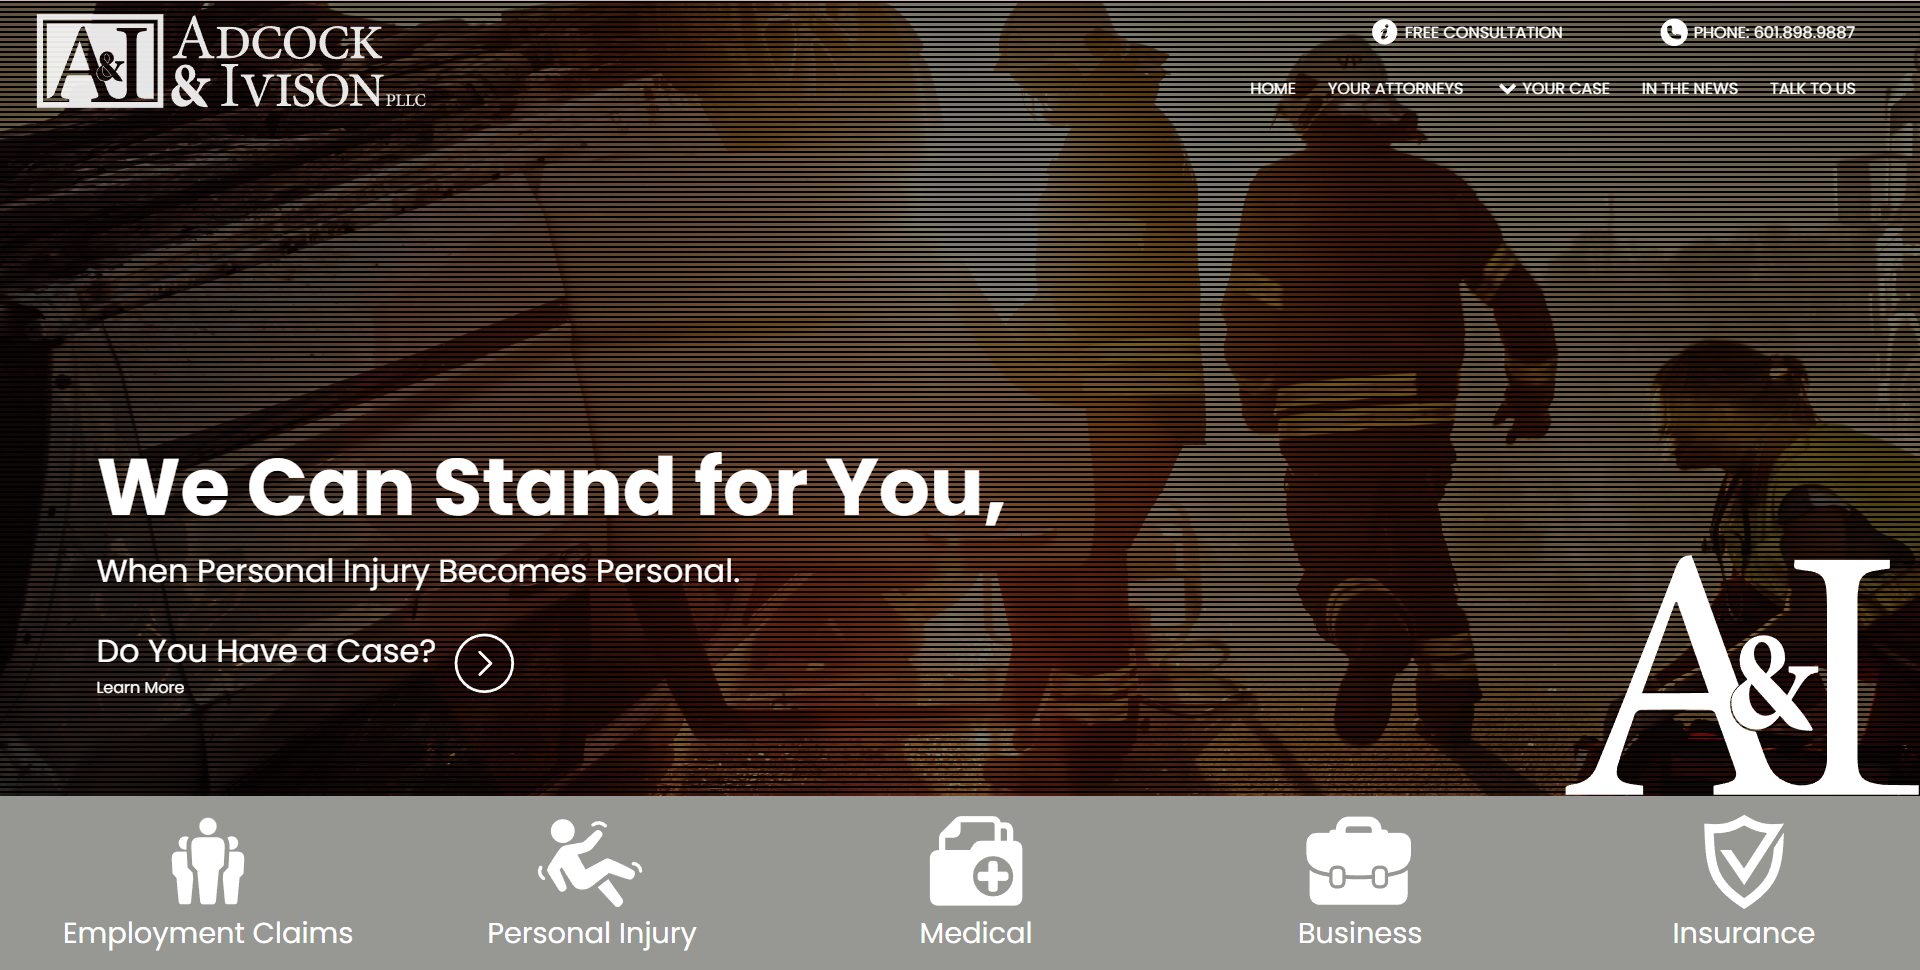 A&I
ADCOCK
& IVISON PLLC
FREE CONSULTATION
PHONE: 601.898.9887
HOME
YOUR ATTORNEYS
YOUR CASE
IN THE NEWS
TALK TO US
We Can Stand for You,
When Personal Injury Becomes Personal.
Do You Have a Case?
Learn More
A&I
Employment Claims
Personal Injury
Medical
Business
Insurance